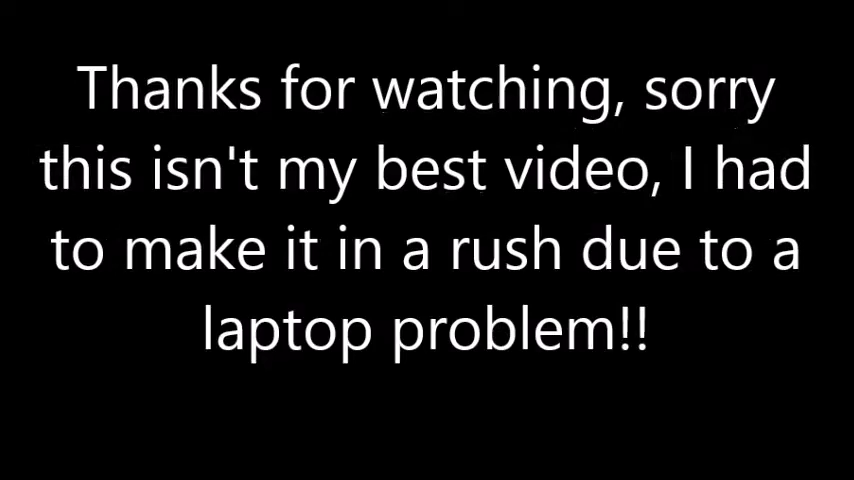 Thanks for watching, sorry
this isn't my best video, I had
to make it in a rush due to a
laptop problem!!